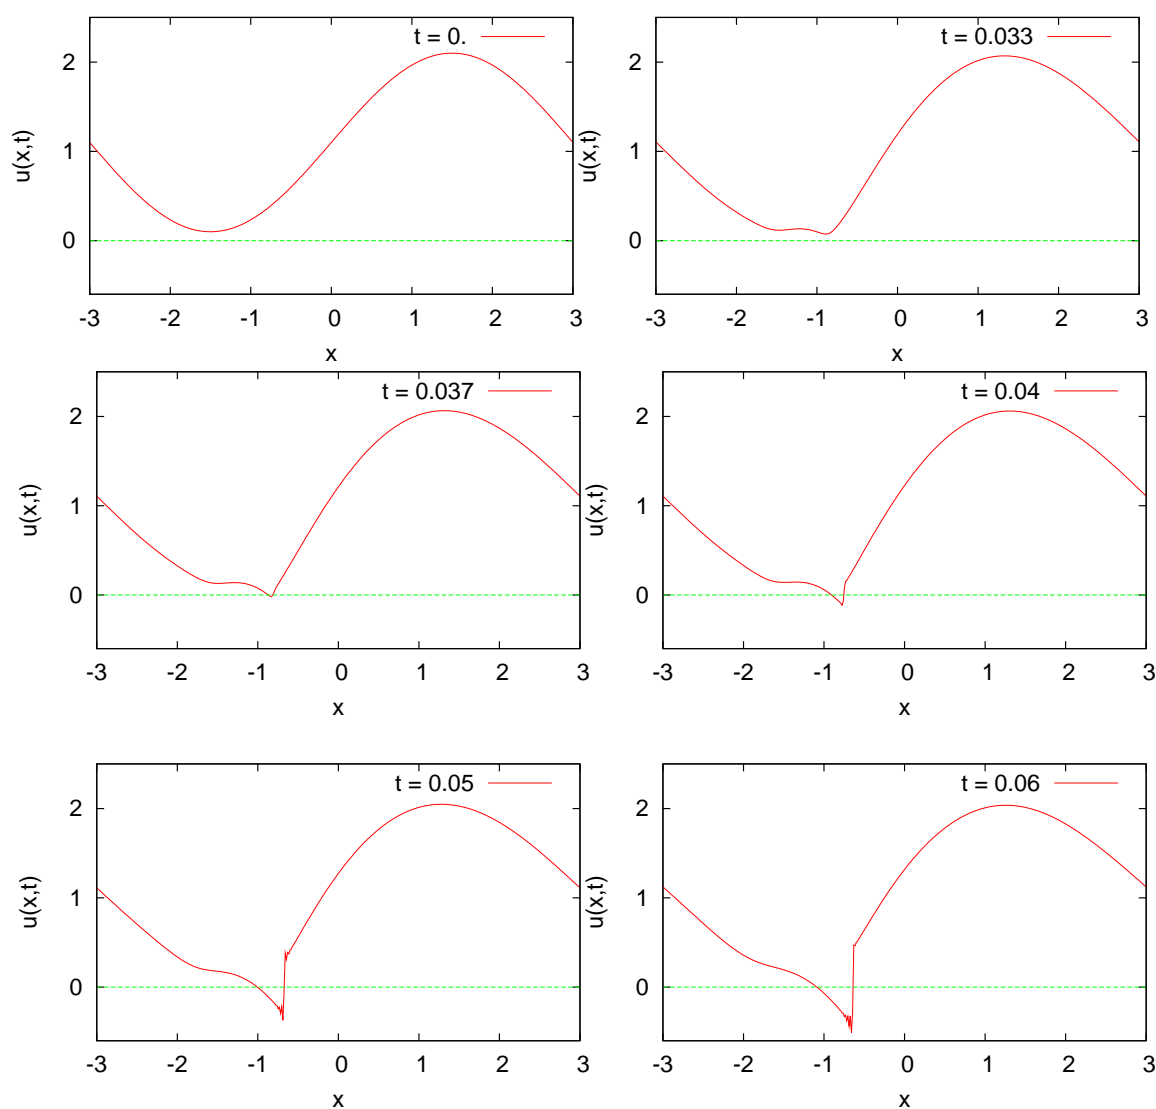 t = 0.
2
1
0
u(x,t)
-3 -2 -1 0 1 2 3
x
t = 0.033
2
1
0
u(x,t)
-3 -2 -1 0 1 2 3
x
t = 0.037
2
1
0
u(x,t)
-3 -2 -1 0 1 2 3
x
t = 0.04
2
1
0
u(x,t)
-3 -2 -1 0 1 2 3
x
t = 0.05
2
1
0
u(x,t)
-3 -2 -1 0 1 2 3
x
t = 0.06
2
1
0
u(x,t)
-3 -2 -1 0 1 2 3
x